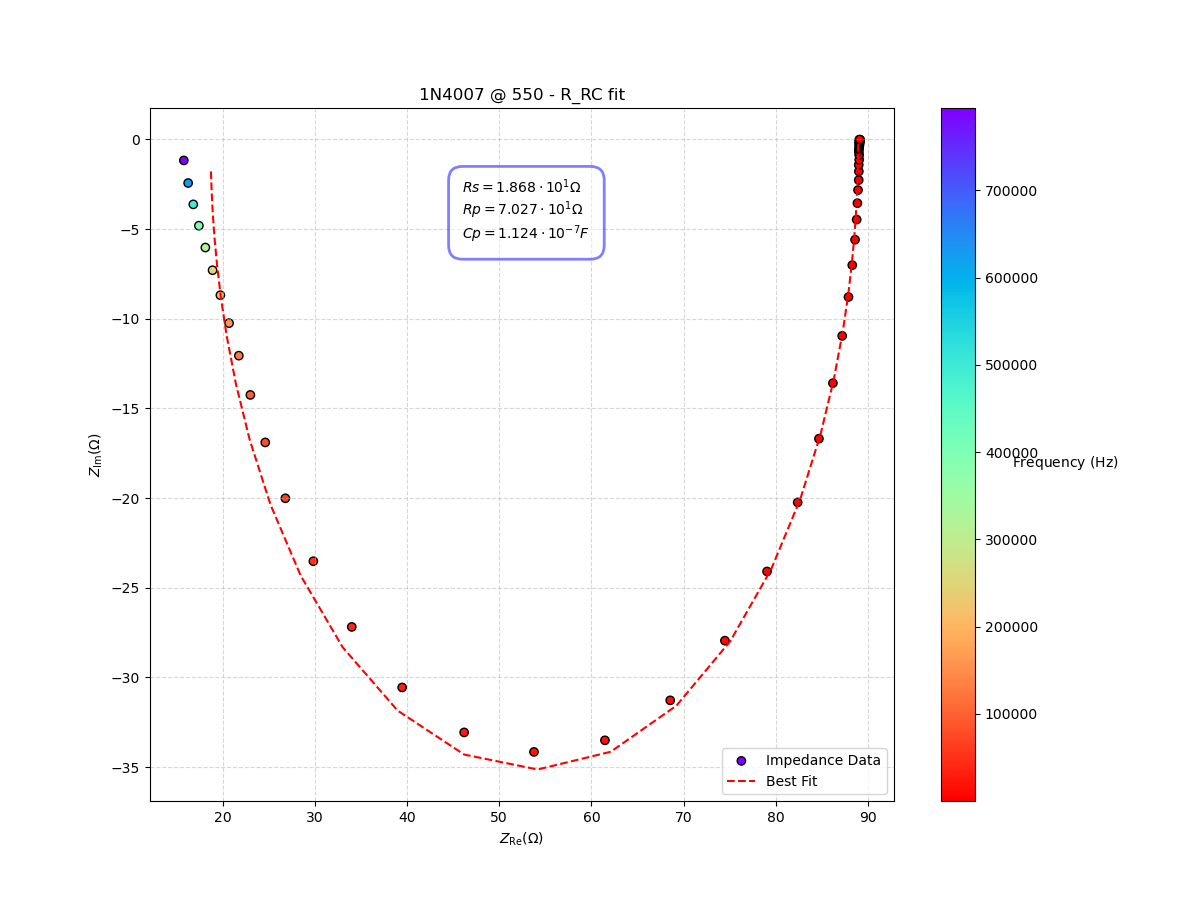 1N4007 @ 550 - R_RC fit
Rs = 1.868 · 10¹Ω
Rp = 7.027 · 10¹Ω
Cp = 1.124 · 10⁻⁷F
0
−5
−10
−15
−20
−25
−30
−35
Z_Im(Ω)
20
30
40
50
60
70
80
90
Z_Re(Ω)
Impedance Data
Best Fit
700000
600000
500000
400000
300000
200000
100000
Frequency (Hz)